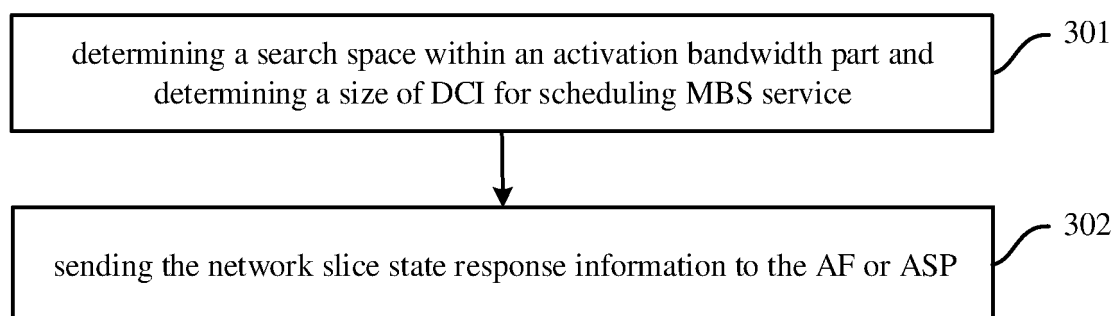 determining a search space within an activation bandwidth part and
determining a size of DCI for scheduling MBS service
301
sending the network slice state response information to the AF or ASP
302